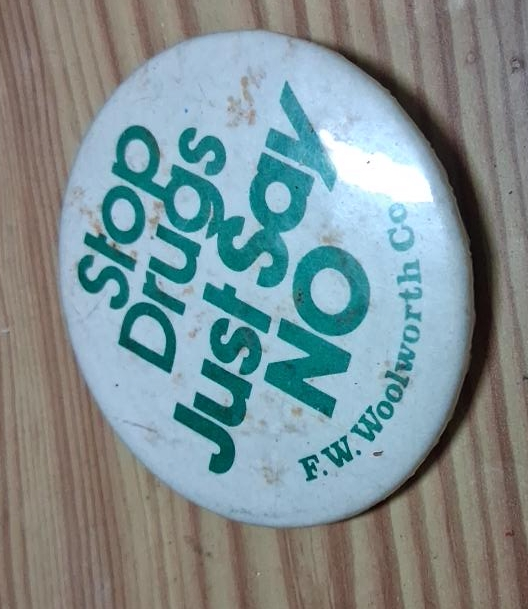 Stop
Drugs
Just Say
NO
F.W. Woolworth Co